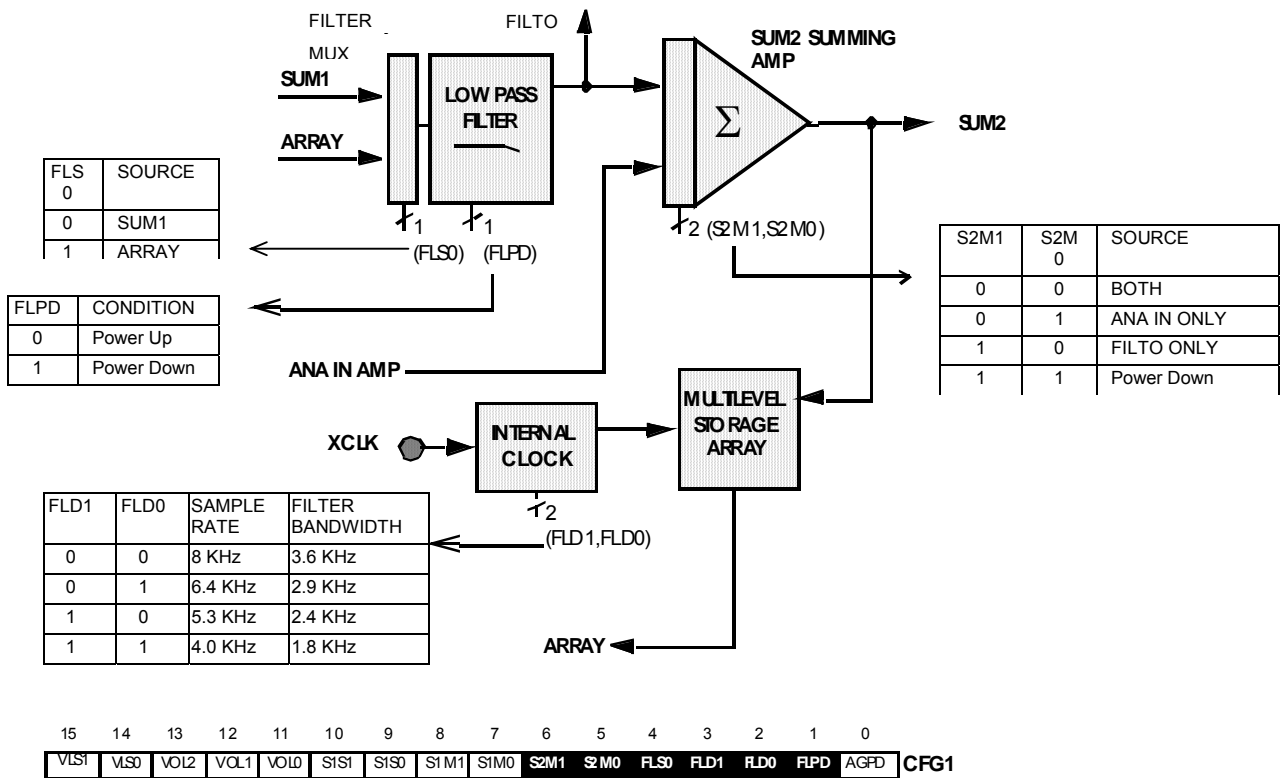 FILTER
MUX
FILTO
SUM2 SUMMING
AMP
SUM1
ARRAY
LOW PASS
FILTER
Σ
SUM2
FLS
0
SOURCE
0 SUM1
1 ARRAY
1
(FLS0)
1
(FLPD)
2 (S2M1,S2M0)
S2M1 S2M
0
SOURCE
0 0 BOTH
0 1 ANA IN ONLY
1 0 FILTO ONLY
1 1 Power Down
FLPD CONDITION
0 Power Up
1 Power Down
ANA IN AMP
XCLK
INTERNAL
CLOCK
MULTILEVEL
STORAGE
ARRAY
2
(FLD1,FLD0)
FLD1 FLD0 SAMPLE
RATE
FILTER
BANDWIDTH
0 0 8 KHz 3.6 KHz
0 1 6.4 KHz 2.9 KHz
1 0 5.3 KHz 2.4 KHz
1 1 4.0 KHz 1.8 KHz
ARRAY
15 14 13 12 11 10 9 8 7 6 5 4 3 2 1 0
VLS1 VLS0 VOL2 VOL1 VOL0 S1S1 S1S0 S1M1 S1M0 S2M1 S2M0 FLS0 FLD1 FLD0 FLPD AGPD CFG1